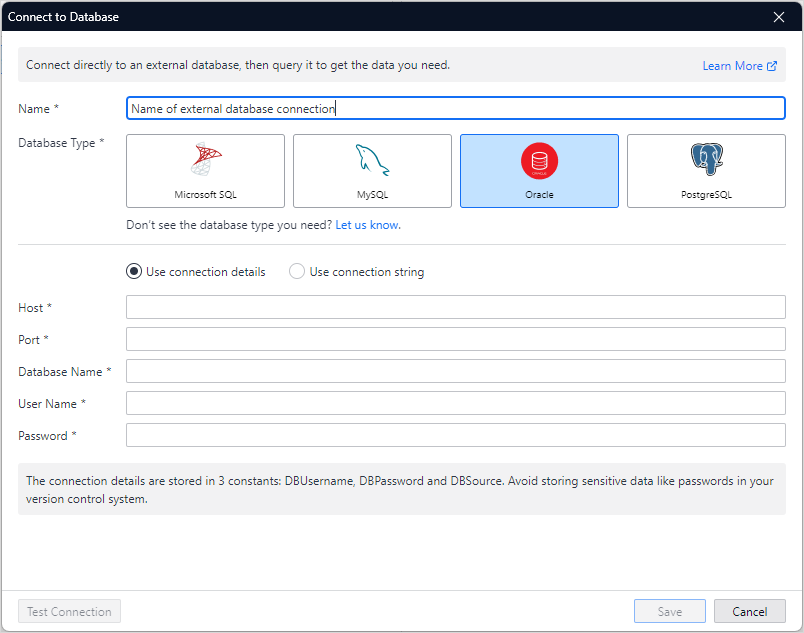 Connect to Database
Connect directly to an external database, then query it to get the data you need.
Learn More
Name *
Name of external database connection
Database Type *
Microsoft SQL
MySQL
ORACLE
Oracle
PostgreSQL
Don't see the database type you need? Let us know.
Use connection details
Use connection string
Host *
Port *
Database Name *
User Name *
Password *
The connection details are stored in 3 constants: DBUsername, DBPassword and DBSource. Avoid storing sensitive data like passwords in your
version control system.
Test Connection
Save
Cancel